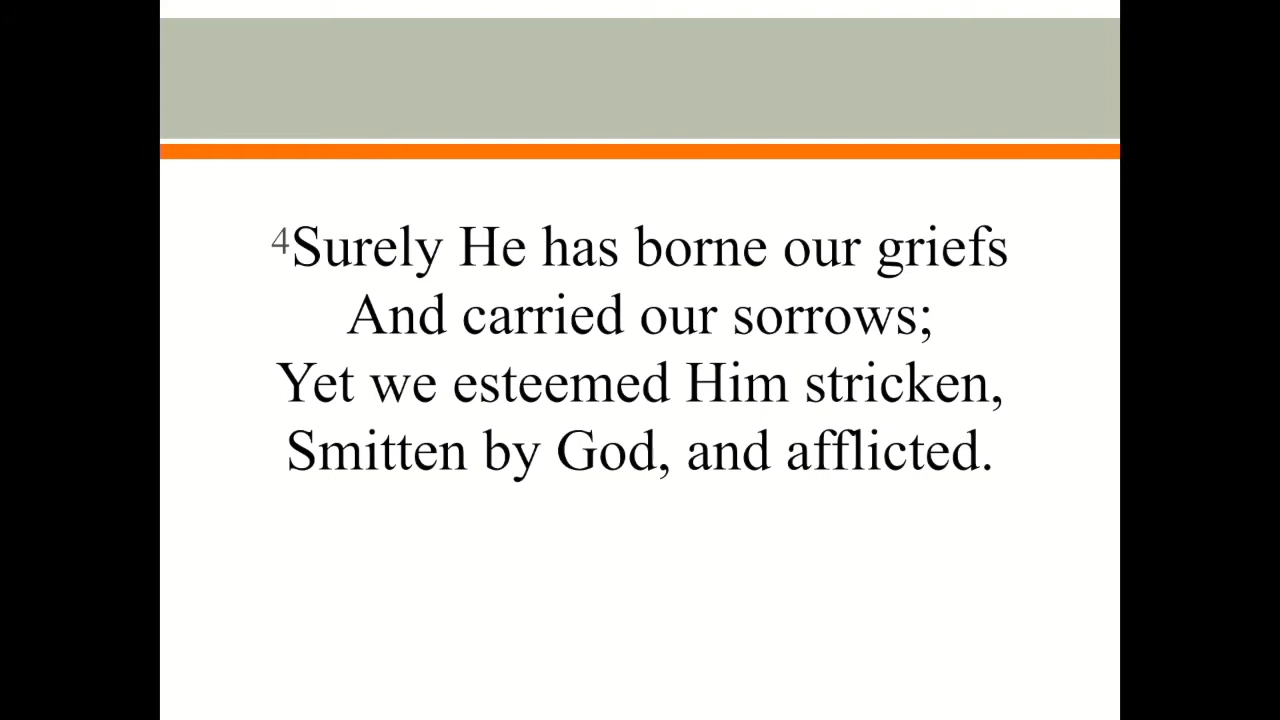 4Surely He has borne our griefs
And carried our sorrows;
Yet we esteemed Him stricken,
Smitten by God, and afflicted.